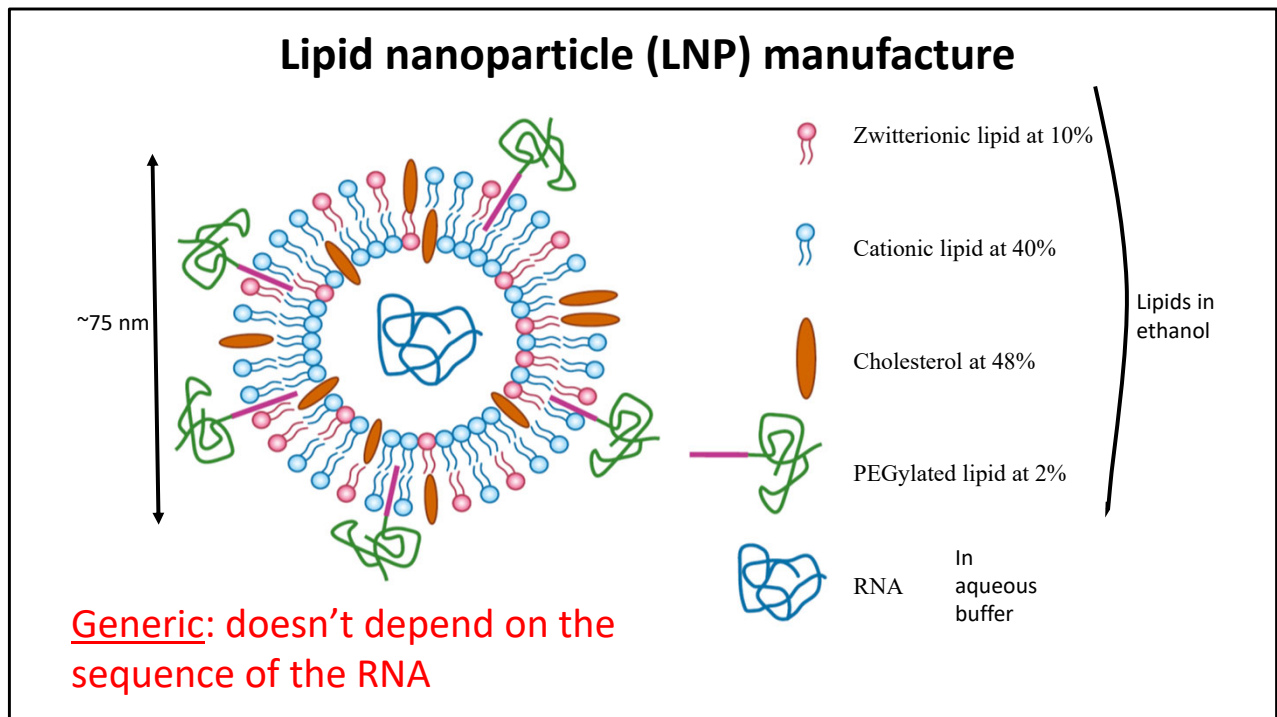 Lipid nanoparticle (LNP) manufacture
Zwitterionic lipid at 10%
Cationic lipid at 40%
~75 nm
Lipids in
ethanol
Cholesterol at 48%
PEGylated lipid at 2%
RNA
In
aqueous
buffer
Generic: doesn’t depend on the
sequence of the RNA